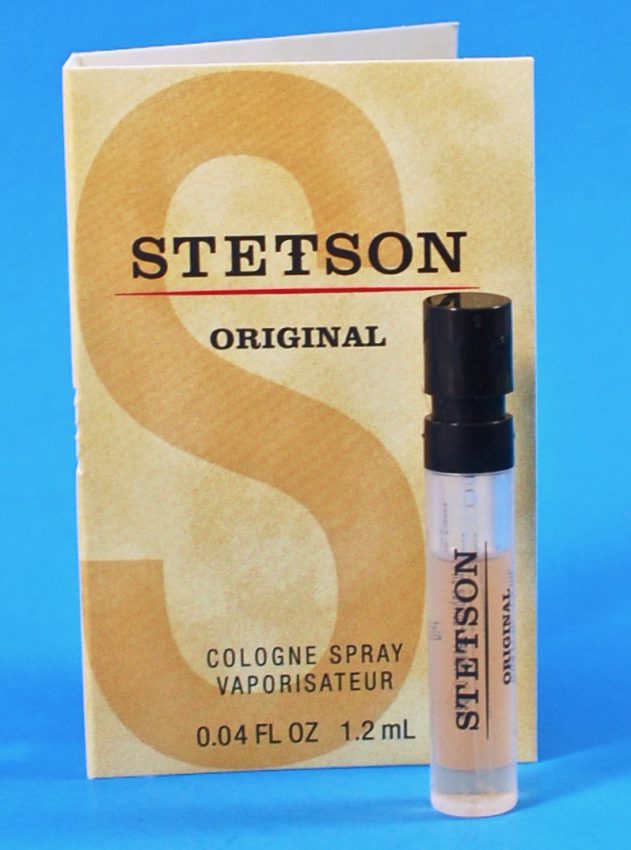 STETSON
ORIGINAL
COLOGNE SPRAY
VAPORISATEUR
0.04 FL OZ 1.2 mL
STETSON
ORIGINAL